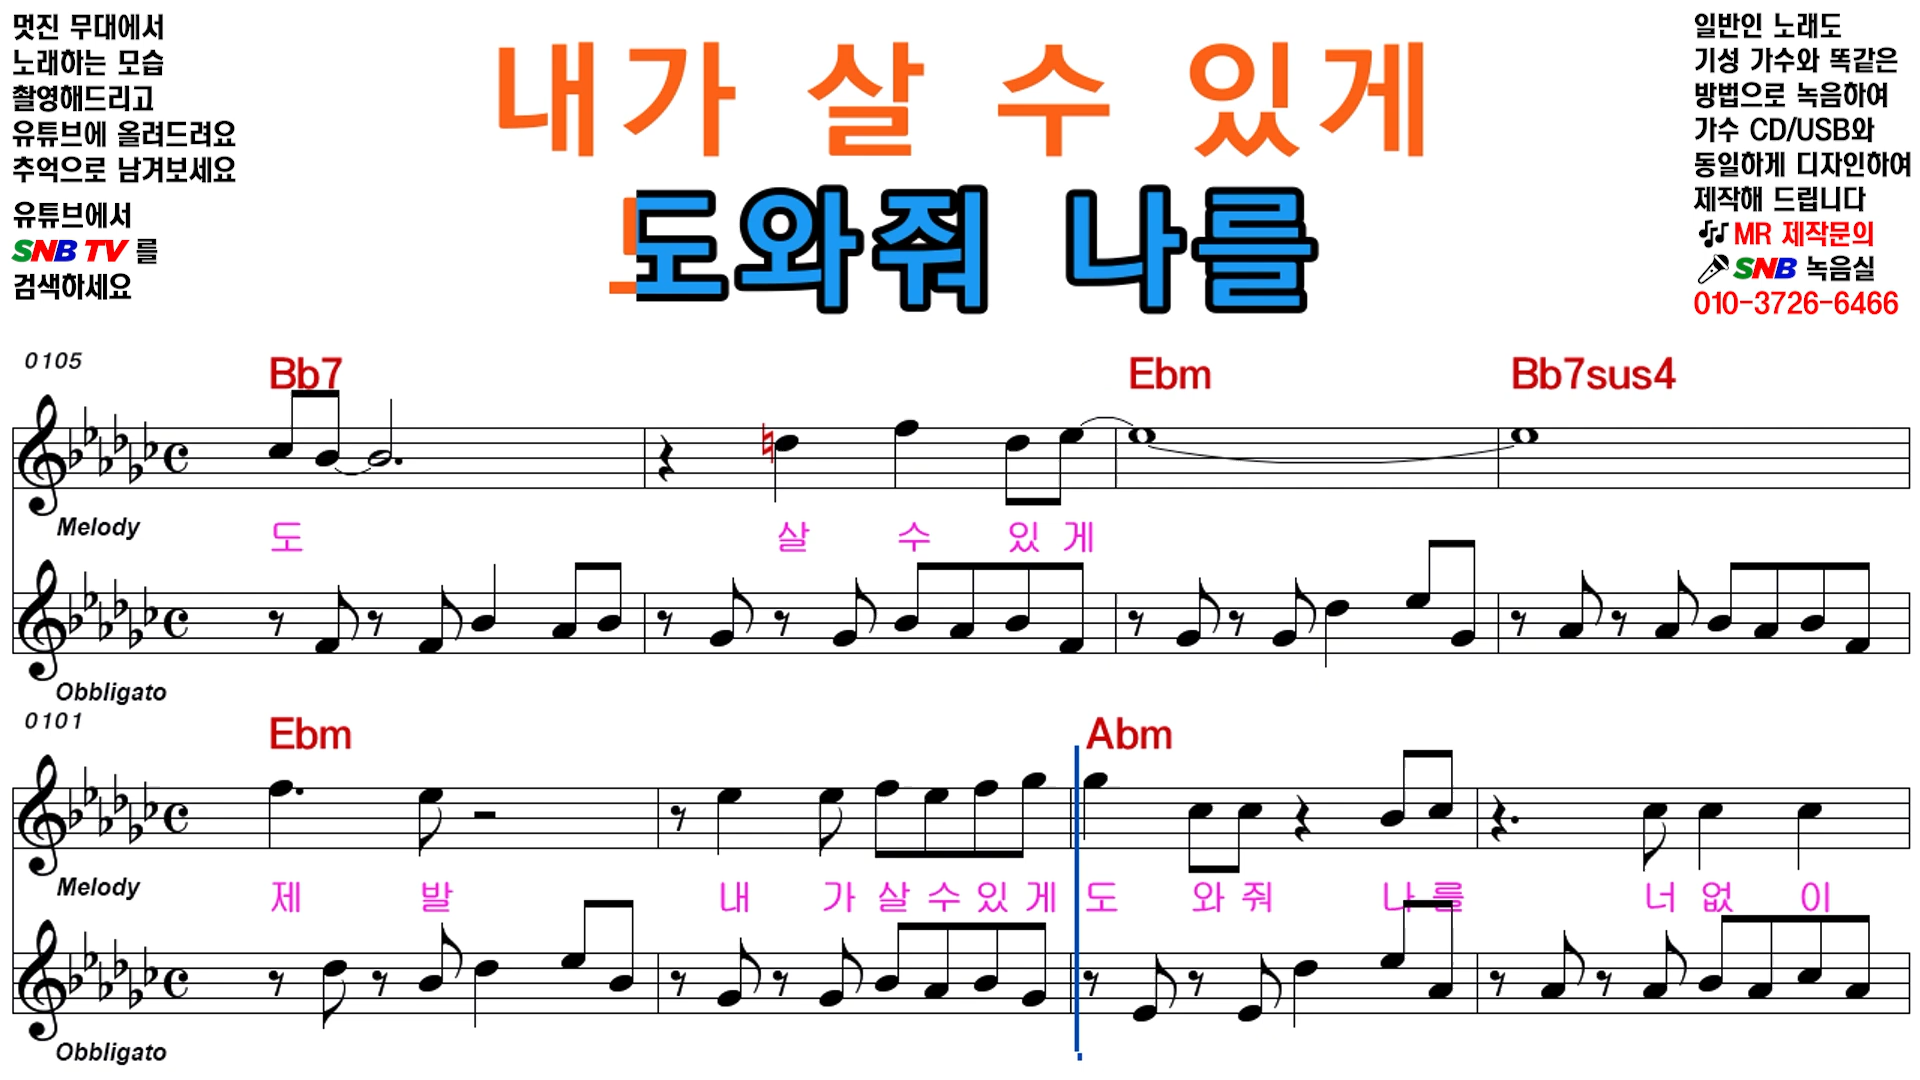 멋진 무대에서
노래하는 모습
촬영해드리고
유튜브에 올려드려요
추억으로 남겨보세요
유튜브에서
SNB TV 를
검색하세요
내가 살 수 있게
도와줘 나를
일반인 노래도
기성 가수와 똑같은
방법으로 녹음하여
가수 CD/USB와
동일하게 디자인하여
제작해 드립니다
MR 제작문의
SNB 녹음실
010-3726-6466
0105
Bb7 Ebm Bb7sus4
Melody
도 살 수 있 게
Obbligato
0101
Ebm Abm
Melody
제 발 내 가 살 수 있 게 도 와 줘 나 를 너 없 이
Obbligato